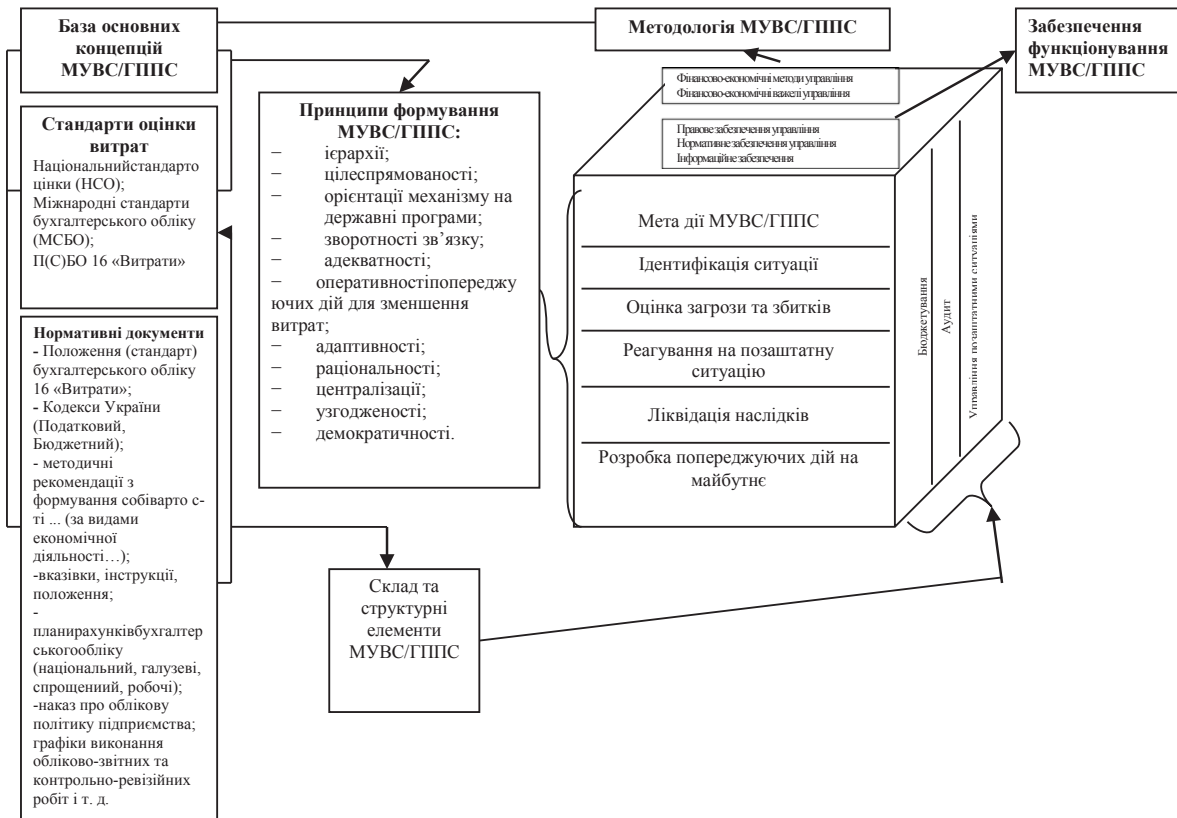 База основних
концепцій
МУВС/ГППС
Методологія МУВС/ГППС
Забезпечення
функціонування
МУВС/ГППС
Стандарти оцінки
витрат
Національнийстандарто
цінки (НСО);
Міжнародні стандарти
бухгалтерського обліку
(МСБО);
П(С)БО 16 «Витрати»
Нормативні документи
- Положення (стандарт)
бухгалтерського обліку
16 «Витрати»;
- Кодекси України
(Податковий,
Бюджетний);
- методичні
рекомендації з
формування собіварто с-
ті ... (за видами
економічної
діяльності…);
-вказівки, інструкції,
положення;
-
планирахунківбухгалтер
ськогообліку
(національний, галузеві,
спрощениий, робочі);
-наказ про облікову
політику підприємства;
графіки виконання
обліково-звітних та
контрольно-ревізійних
робіт і т. д.
Принципи формування
МУВС/ГППС:
− ієрархії;
− цілеспрямованості;
− орієнтації механізму на
державні програми;
− зворотності зв’язку;
− адекватності;
− оперативностіпопереджу
ючих дій для зменшення
витрат;
− адаптивності;
− раціональності;
− централізації;
− узгодженості;
− демократичності.
Склад та
структурні
елементи
МУВС/ГППС
Фінансово-економічні методи управління
Фінансово-економічні важелі управління
Правове забезпечення управління
Нормативне забезпечення управління
Інформаційне забезпечення
Мета дії МУВС/ГППС
Ідентифікація ситуації
Оцінка загрози та збитків
Реагування на позаштатну
ситуацію
Ліквідація наслідків
Розробка попереджуючих дій на
майбутнє
Бюджетування
Аудит
Управління позаштатними ситуаціями